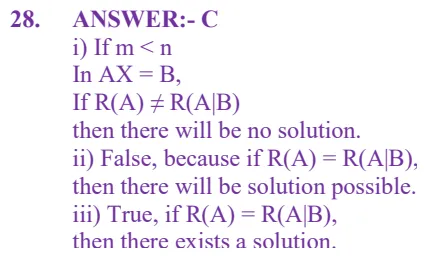 28. ANSWER:- C
i) If m < n
In AX = B,
If R(A) ≠ R(A|B)
then there will be no solution.
ii) False, because if R(A) = R(A|B),
then there will be solution possible.
iii) True, if R(A) = R(A|B),
then there exists a solution.